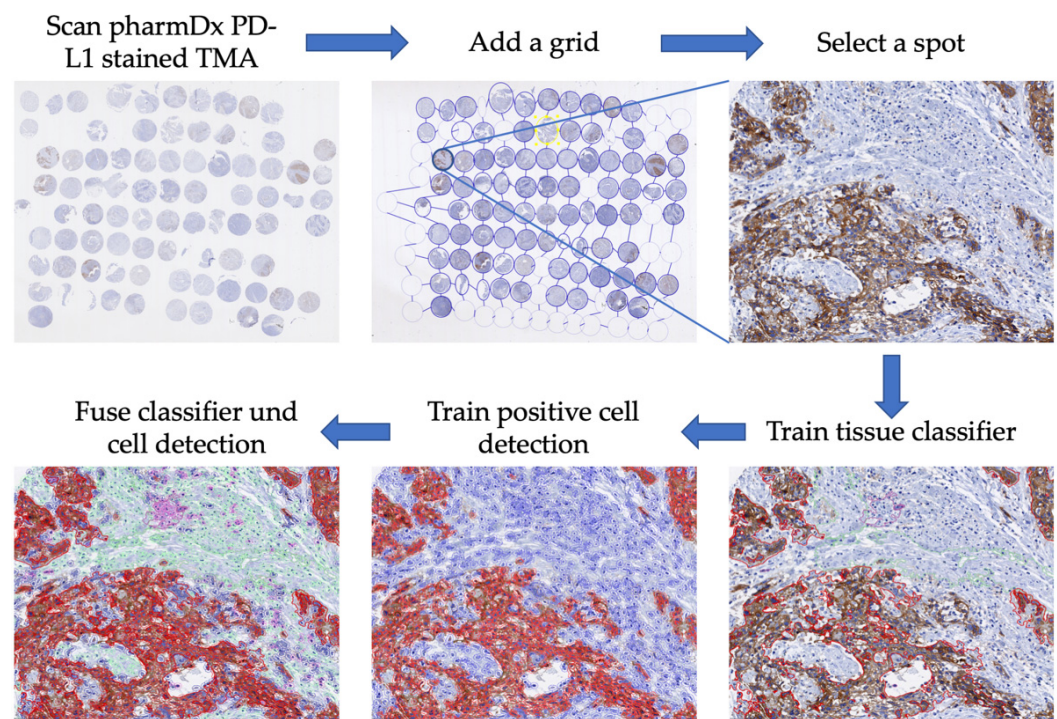 Scan pharmDx PD-
L1 stained TMA
Add a grid
Select a spot
Fuse classifier und
cell detection
Train positive cell
detection
Train tissue classifier